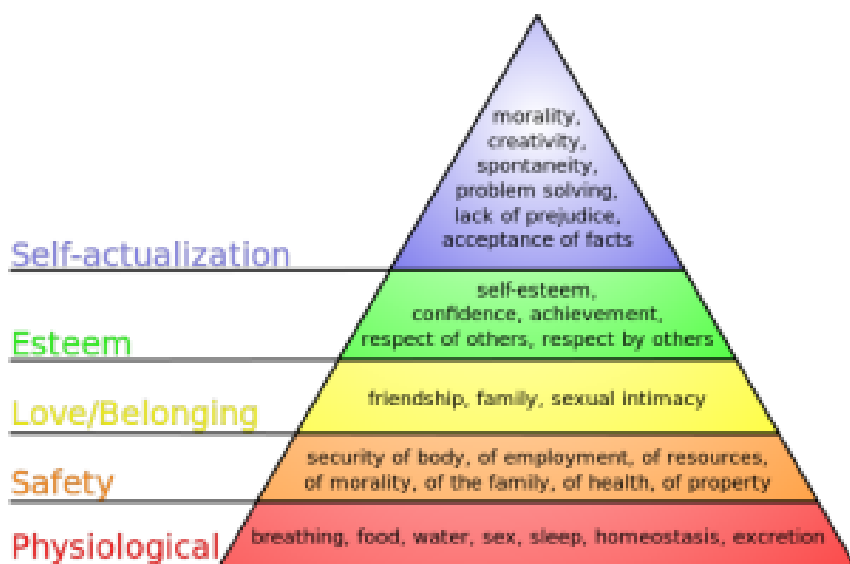 morality,
creativity,
spontaneity,
problem solving,
lack of prejudice,
acceptance of facts
Self-actualization
self-esteem,
confidence, achievement,
respect of others, respect by others
Esteem
friendship, family, sexual intimacy
Love/Belonging
security of body, of employment, of resources,
of morality, of the family, of health, of property
Safety
breathing, food, water, sex, sleep, homeostasis, excretion
Physiological